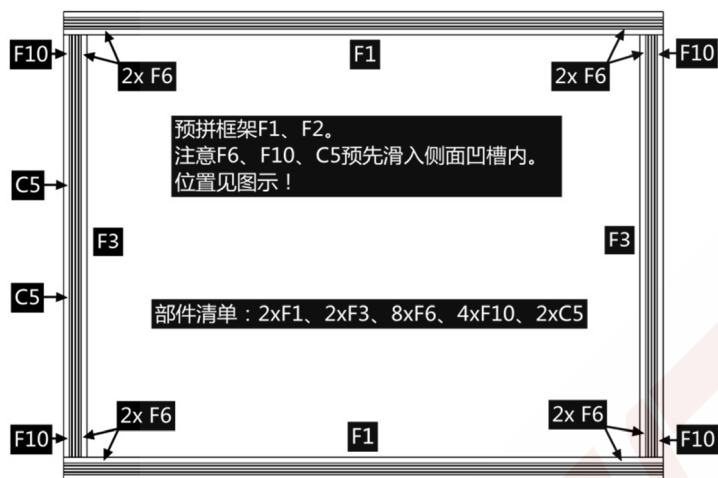 F10
2x F6
F1
2x F6
F10
预拼框架F1、F2。
注意F6、F10、C5预先滑入侧面凹槽内。
位置见图示！
C5
F3
F3
C5
部件清单：2xF1、2xF3、8xF6、4xF10、2xC5
2x F6
2x F6
F10
F1
F10